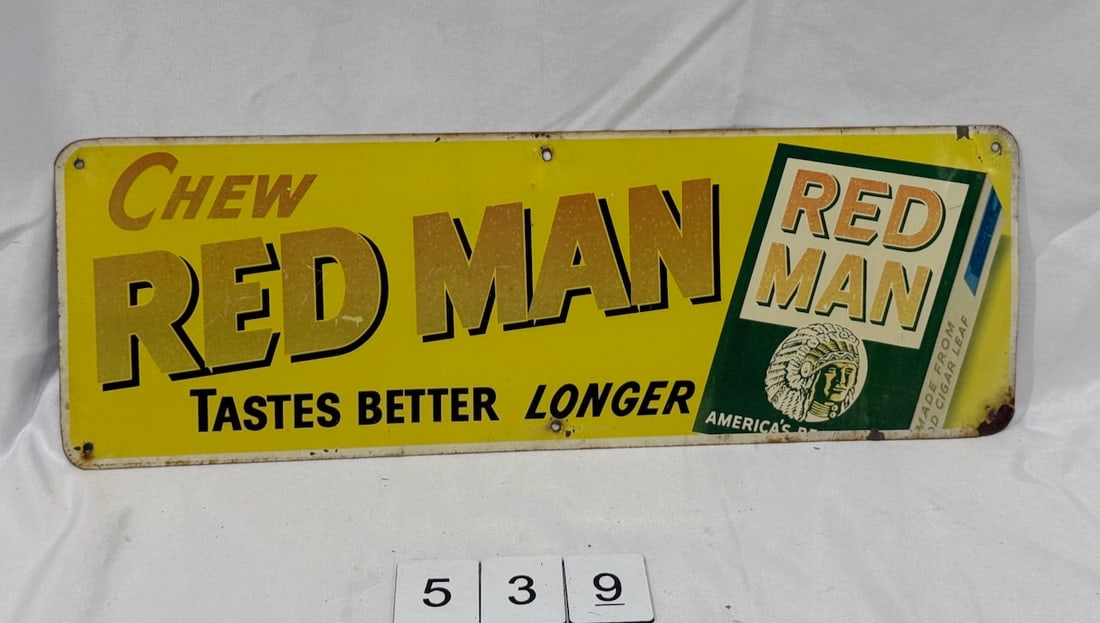 CHEW
RED MAN
TASTES BETTER LONGER
RED
MAN
AMERICA'S
MADE FROM
CIGAR LEAF
5 3 9